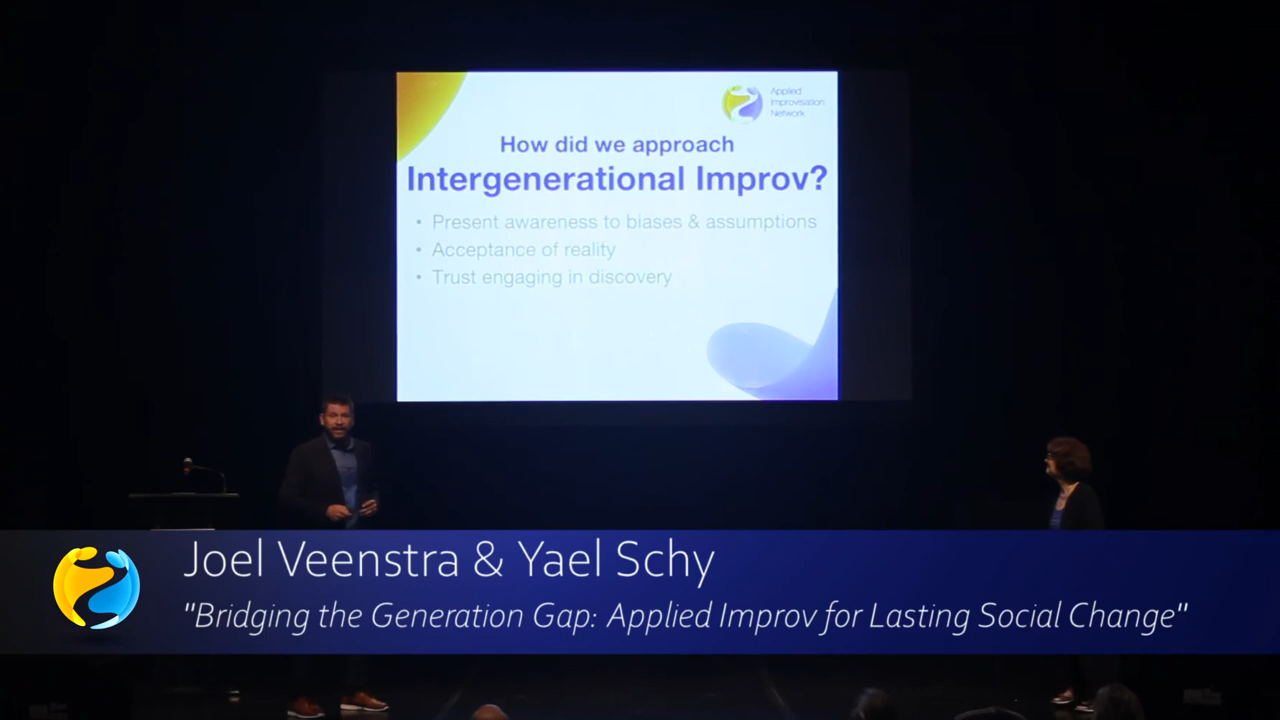 Applied
Improvisation
Network
How did we approach
Intergenerational Improv?
• Present awareness to biases & assumptions
• Acceptance of reality
• Trust engaging in discovery
Joel Veenstra & Yael Schy
"Bridging the Generation Gap: Applied Improv for Lasting Social Change"